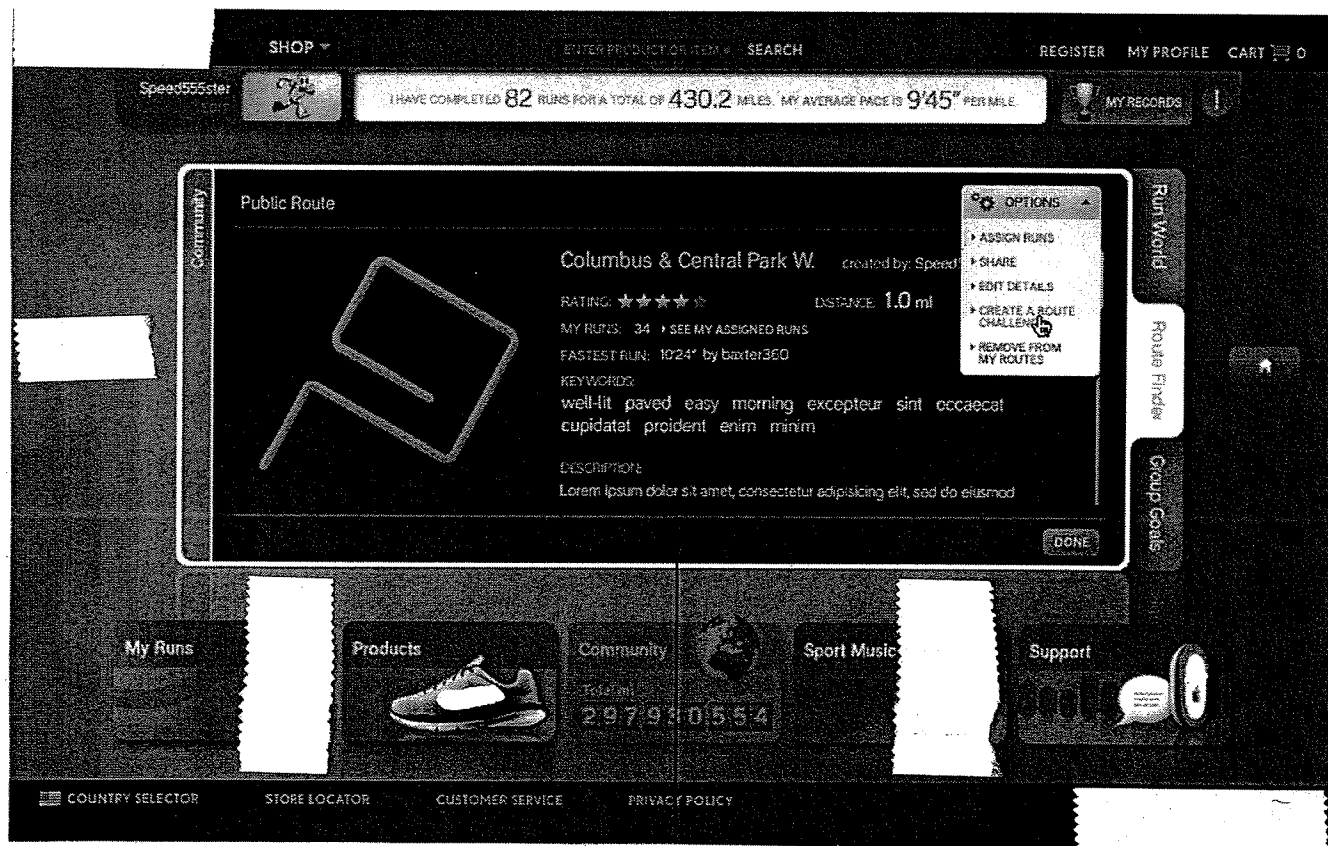 SHOP
ENTER PRODUCT OR ITEM # SEARCH
REGISTER MY PROFILE CART 0
Speed555ster
I HAVE COMPLETED 82 RUNS FOR A TOTAL OF 430.2 MILES. MY AVERAGE PACE IS 9'45" PER MILE.
MY RECORDS
Community
Public Route
OPTIONS
ASSIGN RUNS
SHARE
EDIT DETAILS
CREATE A ROUTE
REMOVE FROM
MY ROUTES
Columbus & Central Park W. created by: Speed
RATING: DISTANCE: 1.0 mi
MY RUNS: 34 SEE MY ASSIGNED RUNS
FASTEST RUN: 10'24" by baxter360
KEYWORDS:
well-lit paved easy morning excepteur sint occaecat
cupidatat proident enim minim
DESCRIPTION:
Lorem ipsum dolor sit amet, consectetur adipisicing elit, sed do eiusmod
DONE
Run World
Route Finder
Group Goals
My Runs
Products
Community
Total mi
Sport Music
Support
COUNTRY SELECTOR STORE LOCATOR CUSTOMER SERVICE PRIVACY POLICY